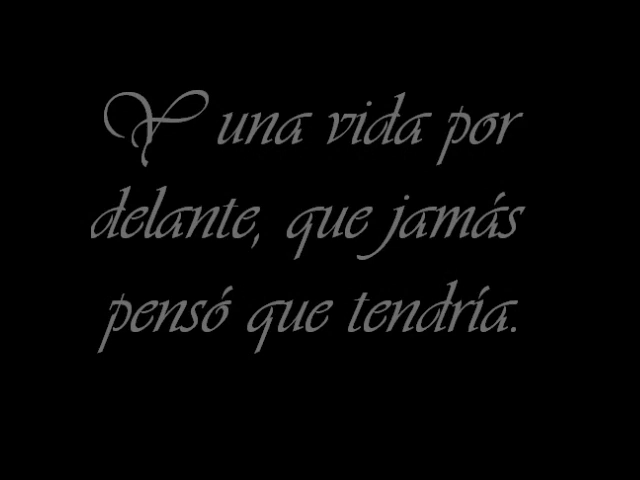 Y una vida por
delante, que jamás
pensó que tendría.